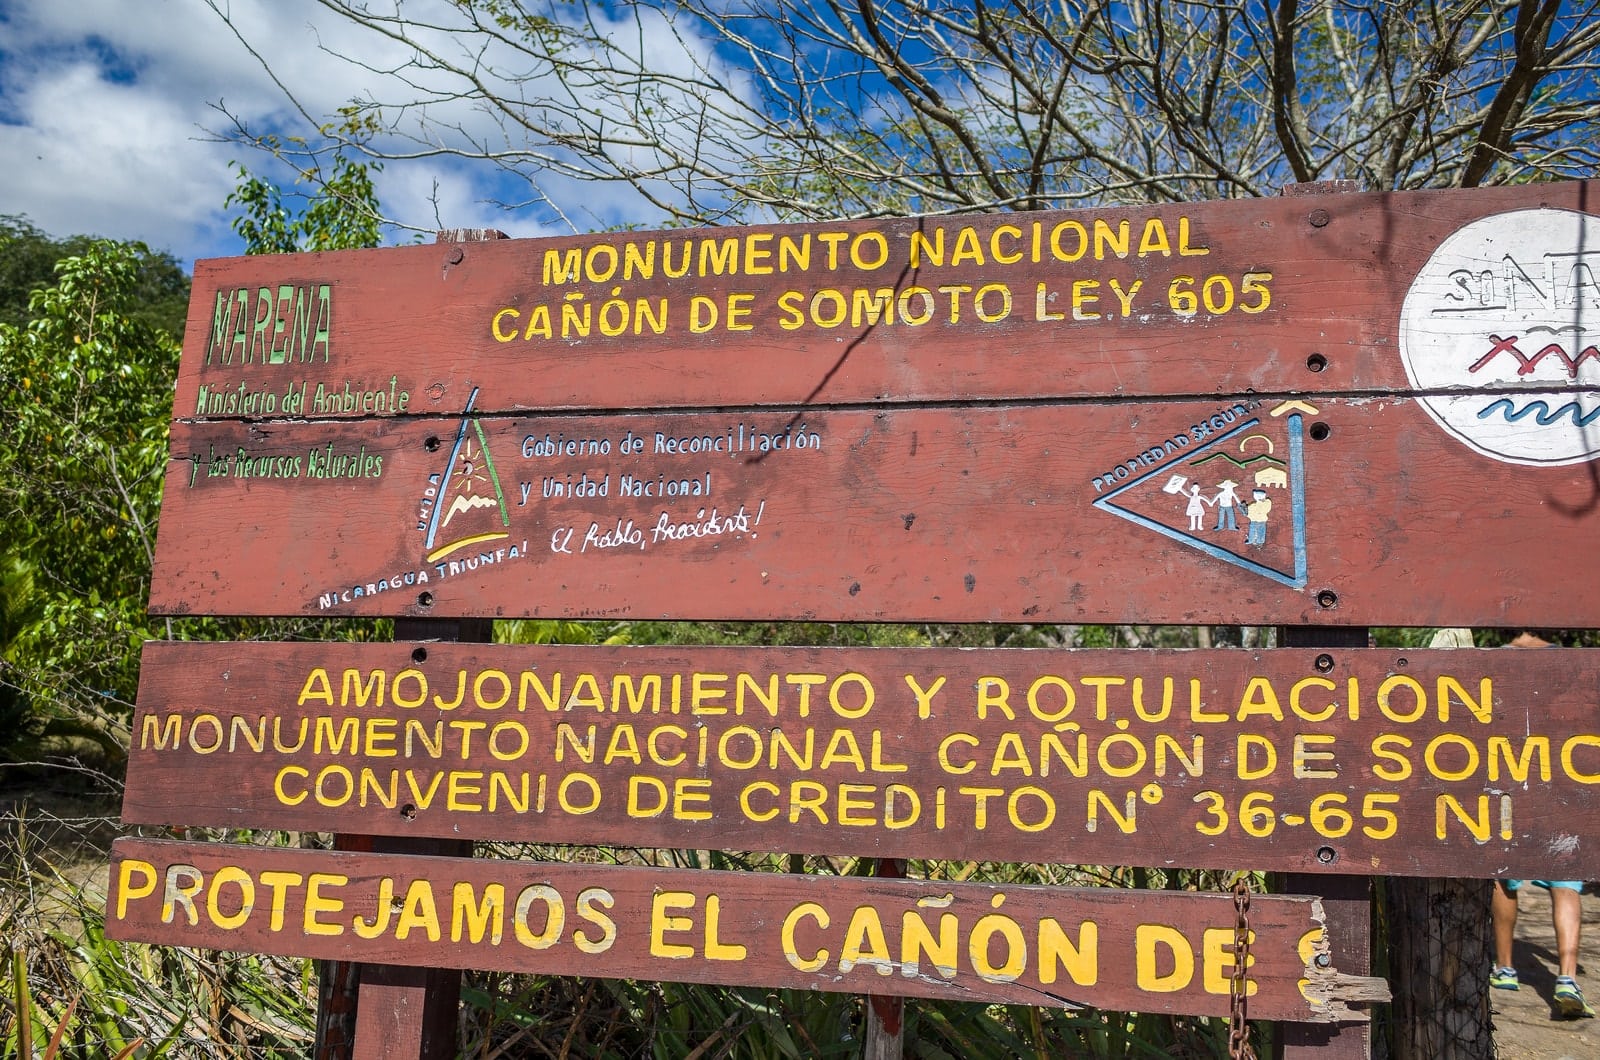 MONUMENTO NACIONAL
CAÑÓN DE SOMOTO LEY 605
MARENA
Ministerio del Ambiente
y los Recursos Naturales
UNIDA
NICARAGUA TRIUNFA!
Gobierno de Reconciliación
y Unidad Nacional
El Pueblo, Presidente!
PROPIEDAD SEGURA
SINA
AMOJONAMIENTO Y ROTULACION
MONUMENTO NACIONAL CAÑÓN DE SOMO
CONVENIO DE CREDITO Nº 36-65 NI
PROTEJAMOS EL CAÑÓN DE S